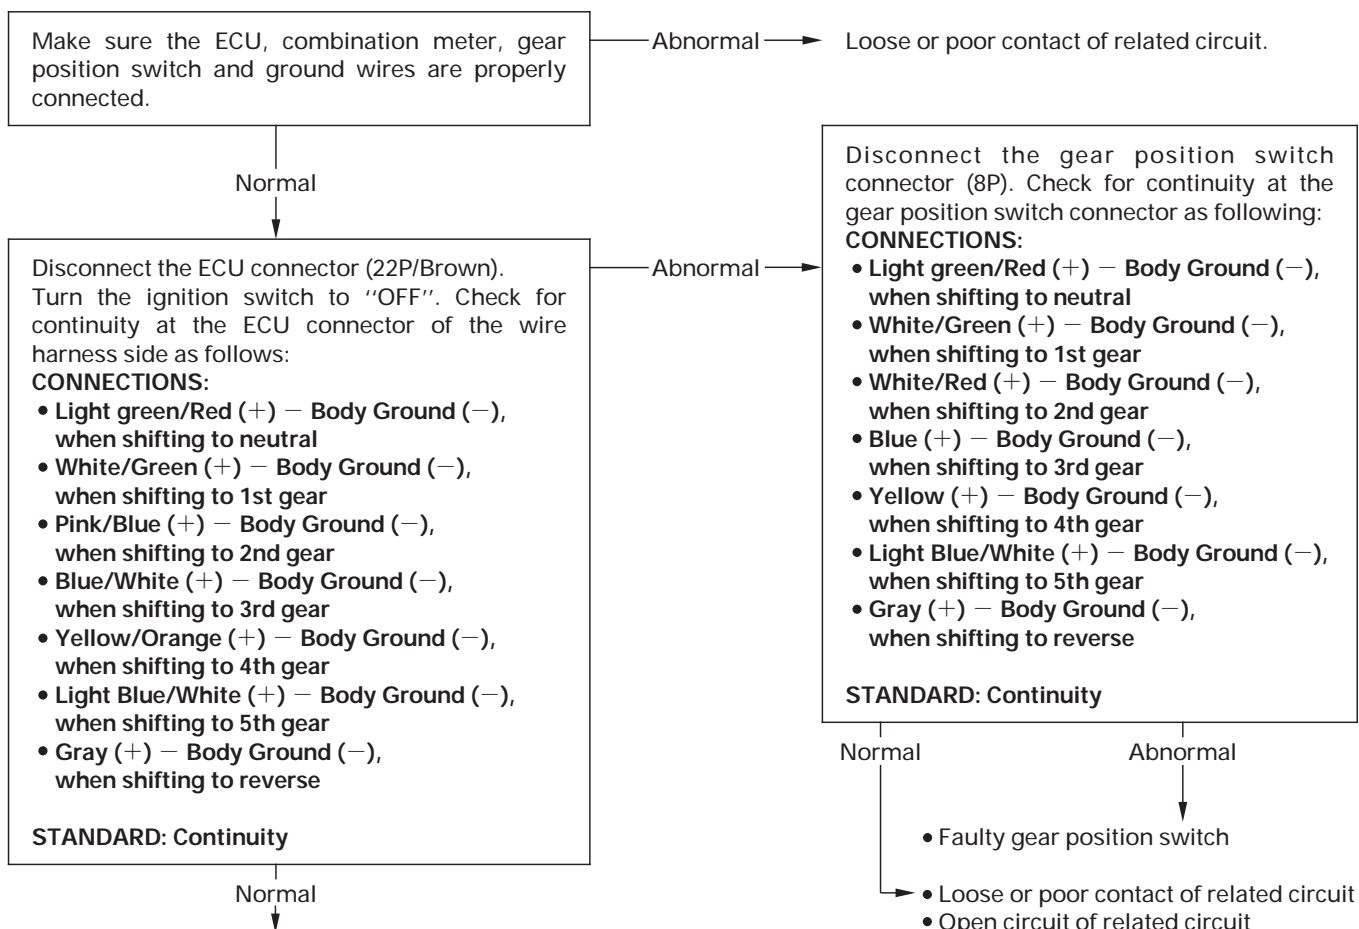 Make sure the ECU, combination meter, gear
position switch and ground wires are properly
connected.
Abnormal
Loose or poor contact of related circuit.
Normal
Disconnect the ECU connector (22P/Brown).
Turn the ignition switch to ‘‘OFF’’. Check for
continuity at the ECU connector of the wire
harness side as follows:
CONNECTIONS:
• Light green/Red (+) − Body Ground (−),
when shifting to neutral
• White/Green (+) − Body Ground (−),
when shifting to 1st gear
• Pink/Blue (+) − Body Ground (−),
when shifting to 2nd gear
• Blue/White (+) − Body Ground (−),
when shifting to 3rd gear
• Yellow/Orange (+) − Body Ground (−),
when shifting to 4th gear
• Light Blue/White (+) − Body Ground (−),
when shifting to 5th gear
• Gray (+) − Body Ground (−),
when shifting to reverse
STANDARD: Continuity
Abnormal
Disconnect the gear position switch
connector (8P). Check for continuity at the
gear position switch connector as following:
CONNECTIONS:
• Light green/Red (+) − Body Ground (−),
when shifting to neutral
• White/Green (+) − Body Ground (−),
when shifting to 1st gear
• White/Red (+) − Body Ground (−),
when shifting to 2nd gear
• Blue (+) − Body Ground (−),
when shifting to 3rd gear
• Yellow (+) − Body Ground (−),
when shifting to 4th gear
• Light Blue/White (+) − Body Ground (−),
when shifting to 5th gear
• Gray (+) − Body Ground (−),
when shifting to reverse
STANDARD: Continuity
Normal
Abnormal
• Faulty gear position switch
• Loose or poor contact of related circuit
• Open circuit of related circuit
Normal